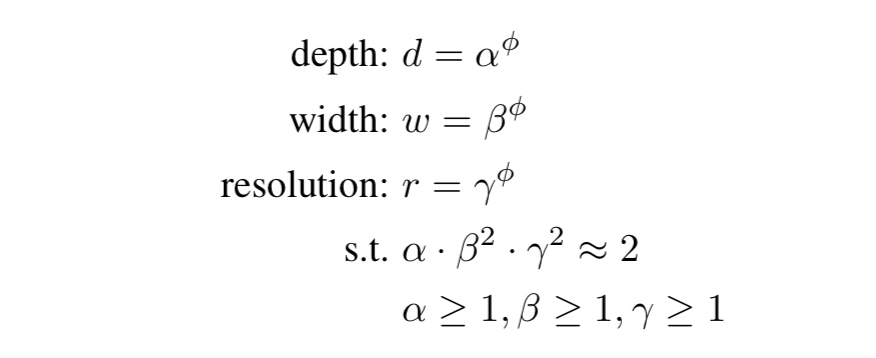 depth: d = α^ϕ
width: w = β^ϕ
resolution: r = γ^ϕ
s.t. α · β² · γ² ≈ 2
α ≥ 1, β ≥ 1, γ ≥ 1